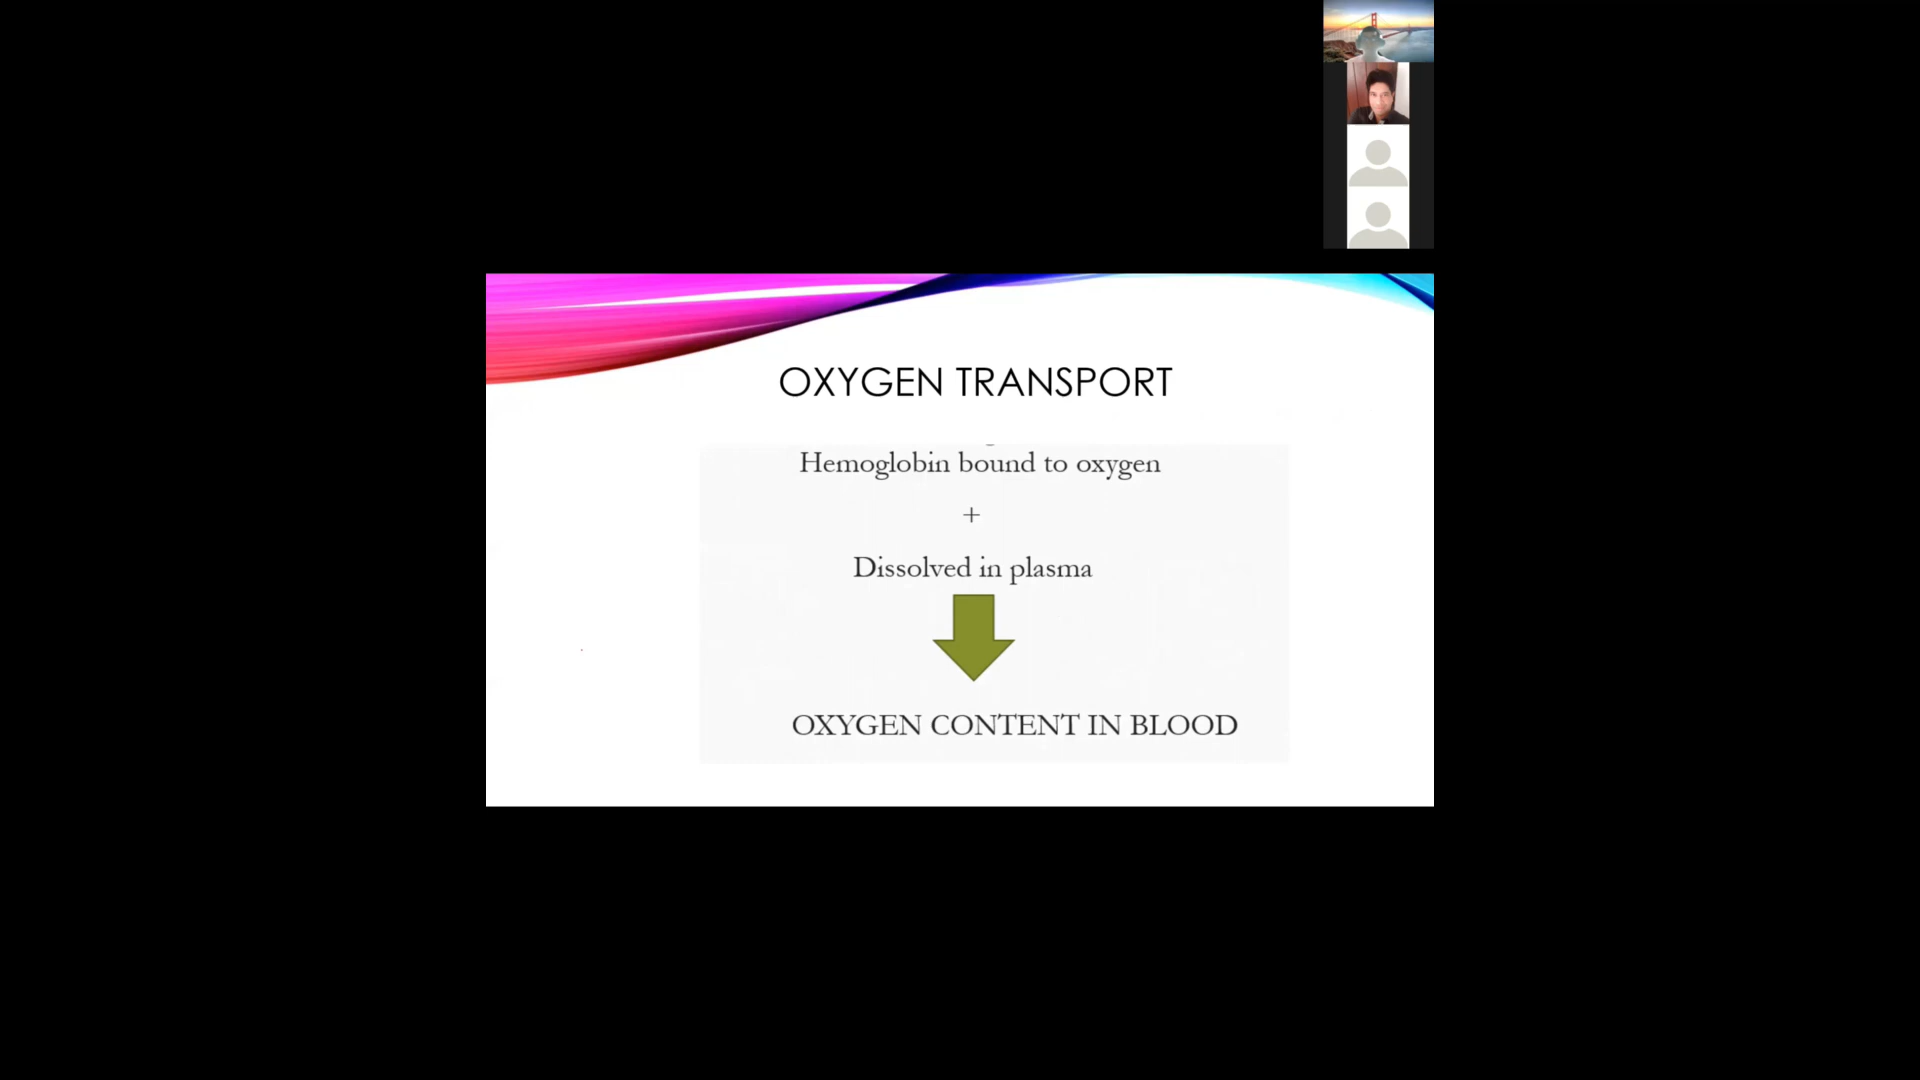 OXYGEN TRANSPORT
Hemoglobin bound to oxygen
+
Dissolved in plasma
OXYGEN CONTENT IN BLOOD